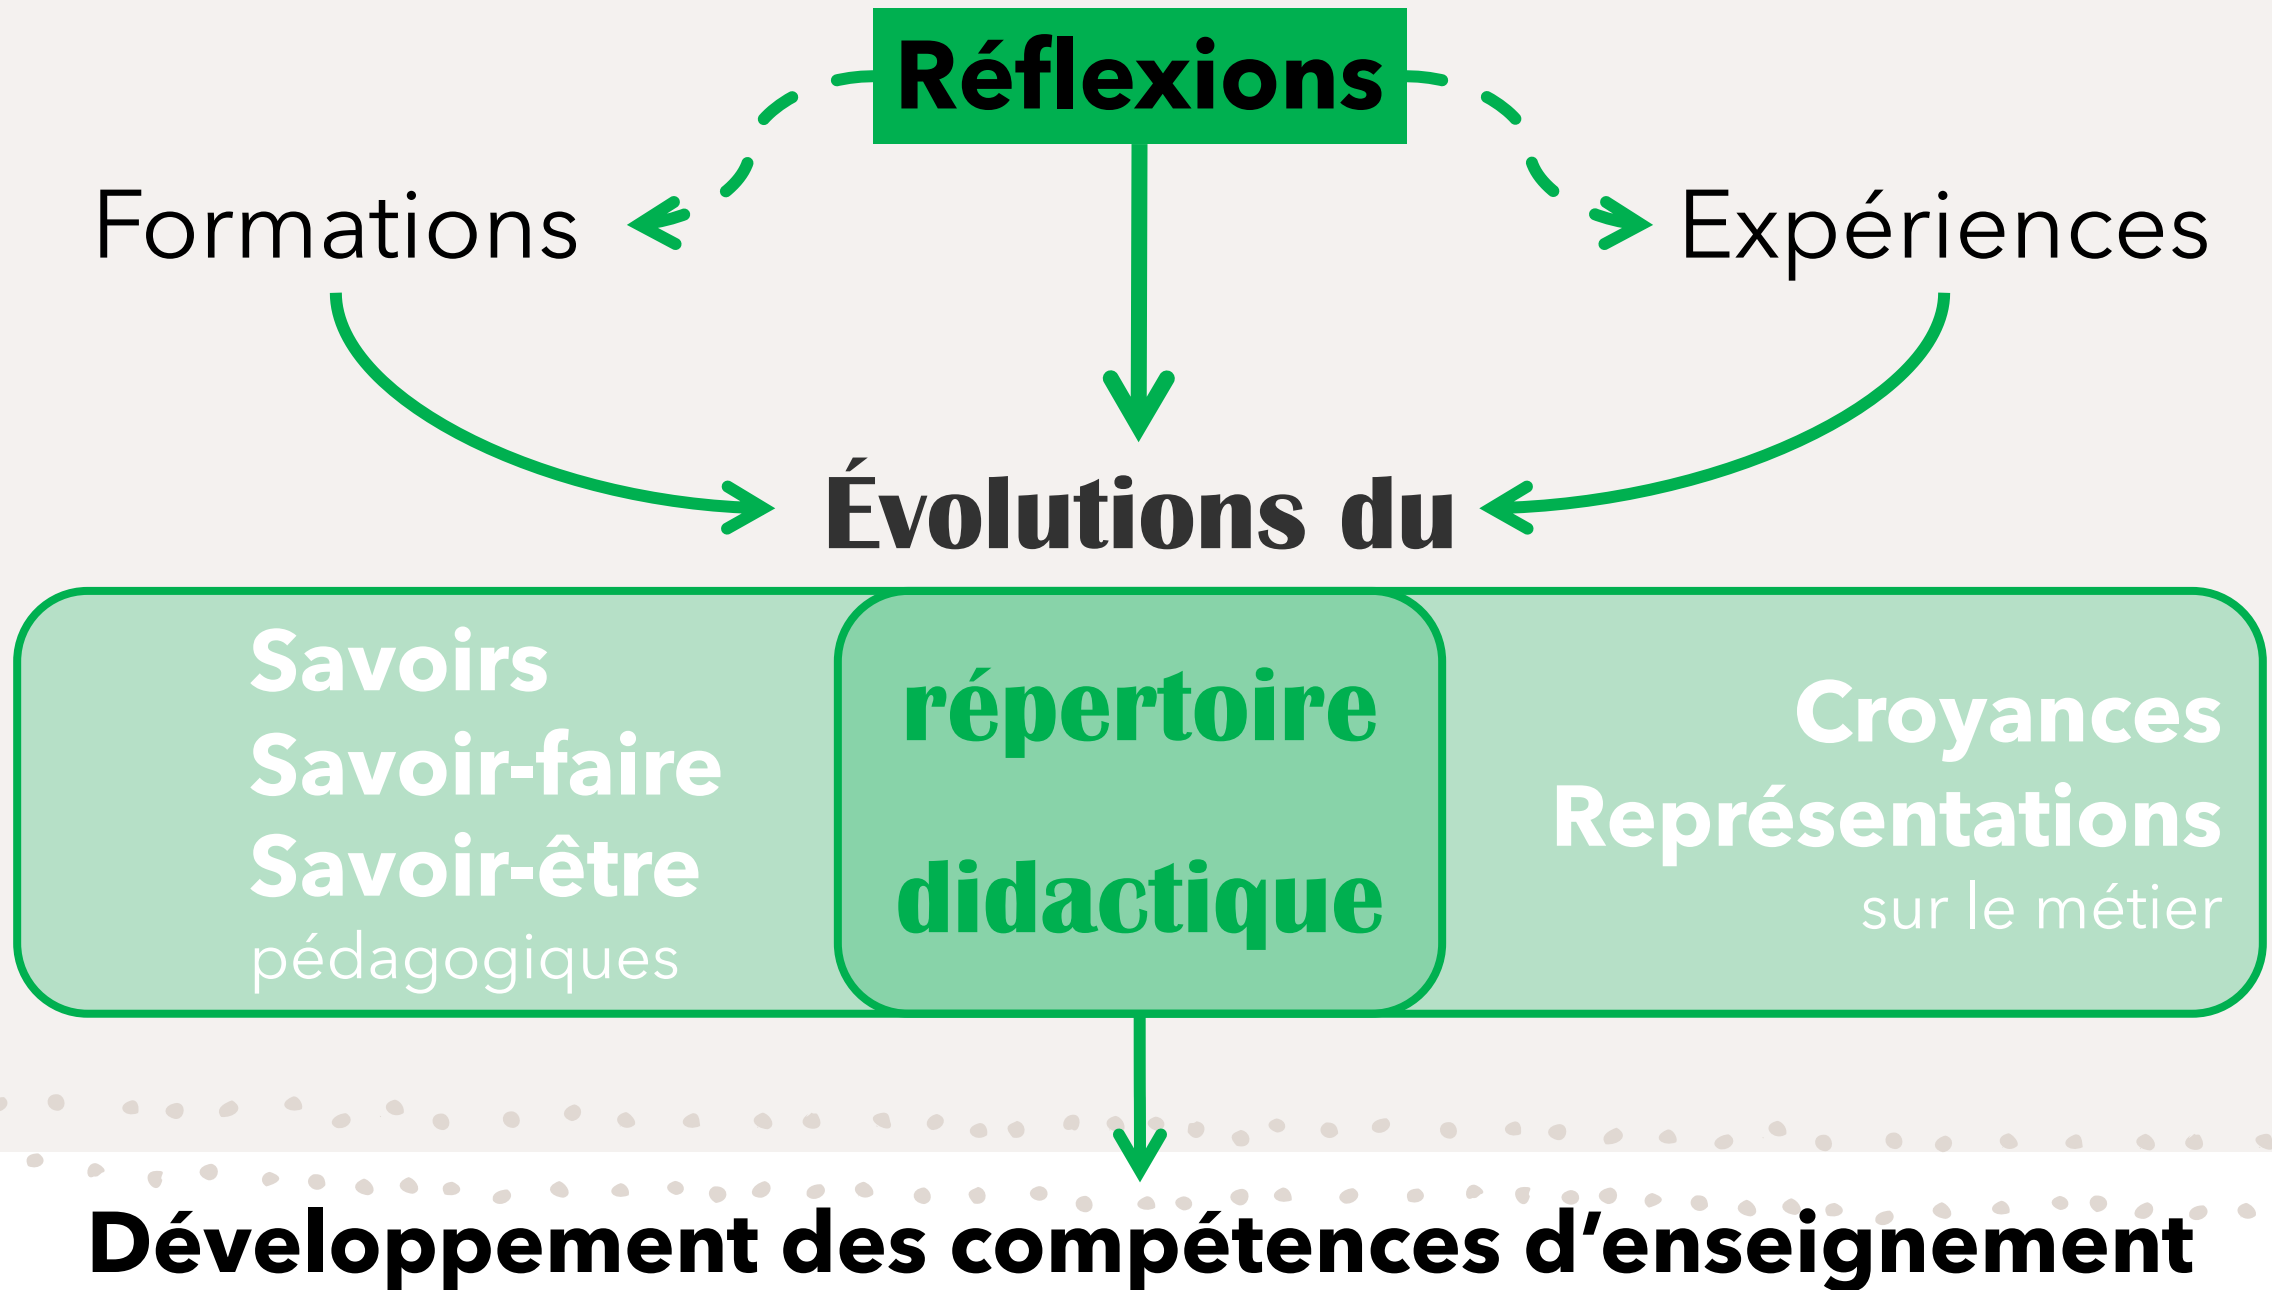 Réflexions
Formations
Expériences
Évolutions du
Savoirs
Savoir-faire
Savoir-être
pédagogiques
répertoire
didactique
Croyances
Représentations
sur le métier
Développement des compétences d’enseignement